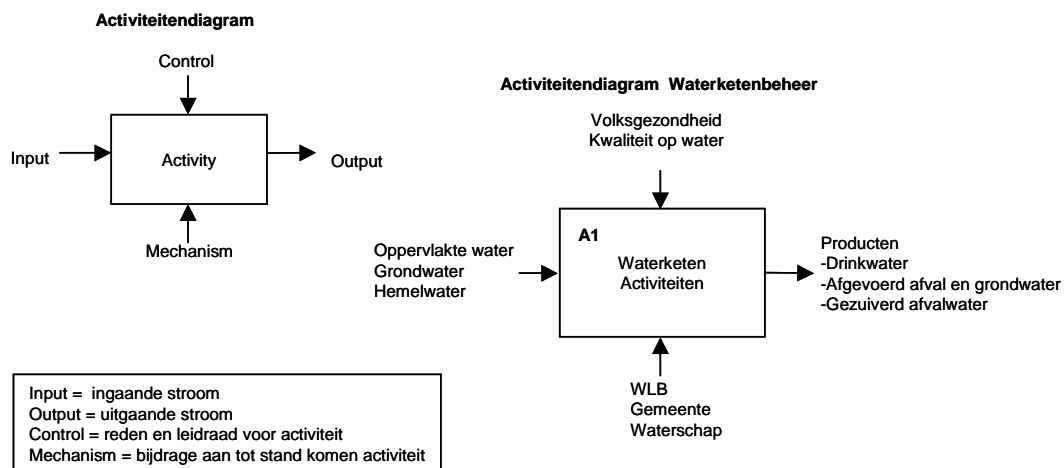 Activiteitendiagram
Control
Input
Activity
Output
Mechanism
Activiteitendiagram Waterketenbeheer
Volksgezondheid
Kwaliteit op water
Oppervlakte water
Grondwater
Hemelwater
A1
Waterketen
Activiteiten
Producten
-Drinkwater
-Afgevoerd afval en grondwater
-Gezuiverd afvalwater
WLB
Gemeente
Waterschap
Input = ingaande stroom
Output = uitgaande stroom
Control = reden en leidraad voor activiteit
Mechanism = bijdrage aan tot stand komen activiteit